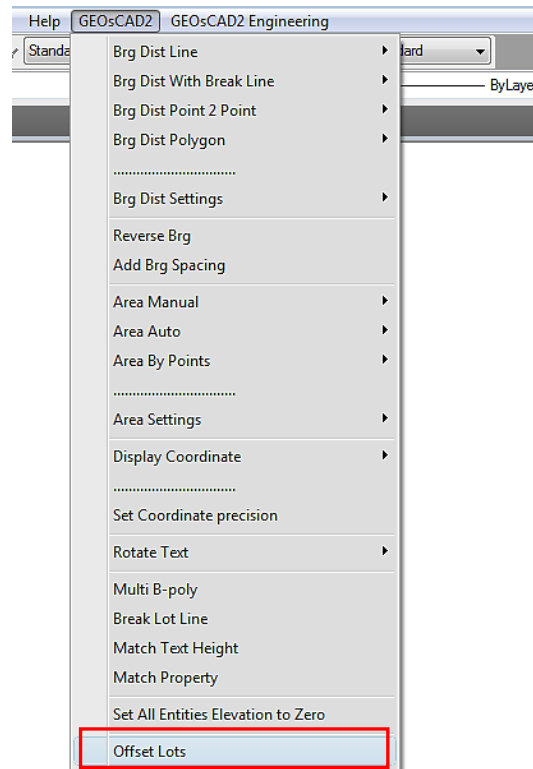 Help GEOsCAD2 GEOsCAD2 Engineering
Standa
dard
ByLaye
Brg Dist Line
Brg Dist With Break Line
Brg Dist Point 2 Point
Brg Dist Polygon
................................
Brg Dist Settings
Reverse Brg
Add Brg Spacing
Area Manual
Area Auto
Area By Points
................................
Area Settings
Display Coordinate
................................
Set Coordinate precision
Rotate Text
Multi B-poly
Break Lot Line
Match Text Height
Match Property
Set All Entities Elevation to Zero
Offset Lots